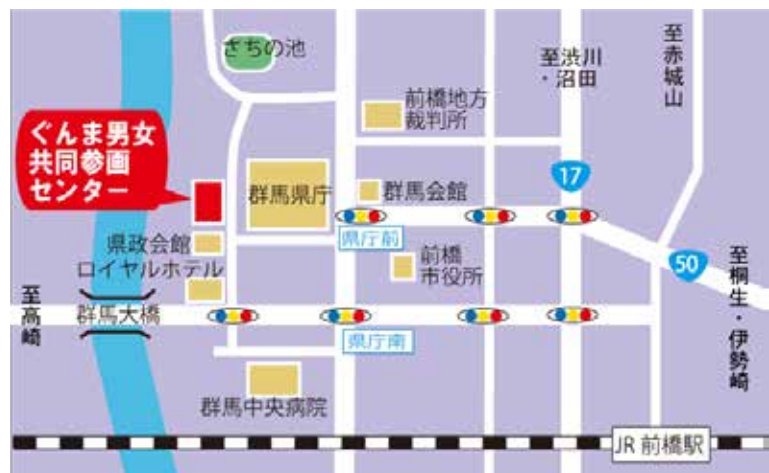 さちの池
至渋川
・沼田
至赤城山
前橋地方
裁判所
ぐんま男女
共同参画
センター
群馬県庁
群馬会館
17
県庁前
県政会館
前橋
市役所
ロイヤルホテル
50
至桐生・伊勢崎
至高崎
群馬大橋
県庁南
群馬中央病院
JR 前橋駅